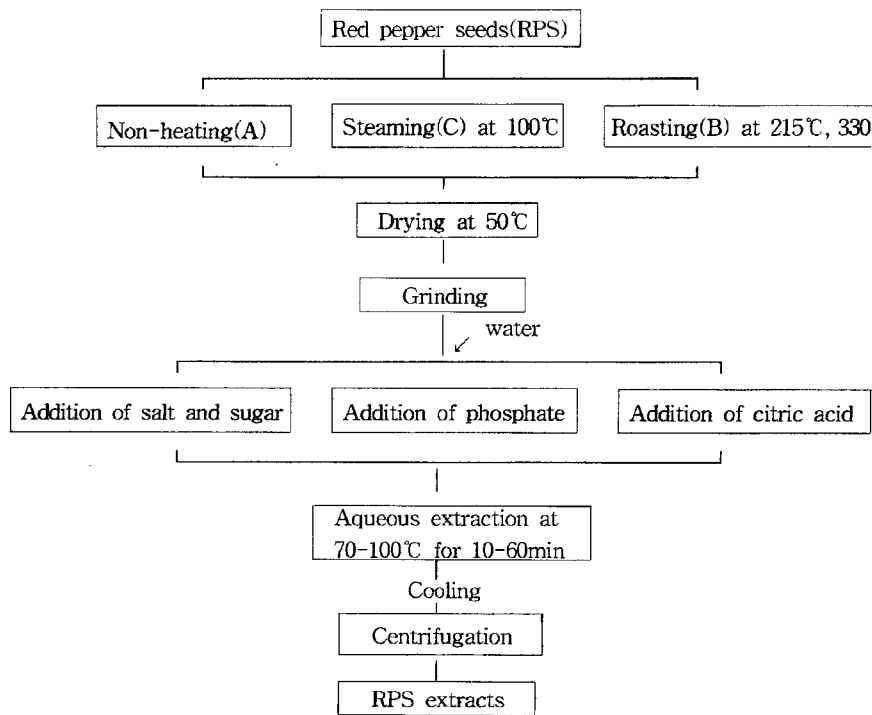 Red pepper seeds(RPS)
Non-heating(A)
Steaming(C) at 100℃
Roasting(B) at 215℃, 330
Drying at 50℃
Grinding
water
Addition of salt and sugar
Addition of phosphate
Addition of citric acid
Aqueous extraction at
70-100℃ for 10-60min
Cooling
Centrifugation
RPS extracts